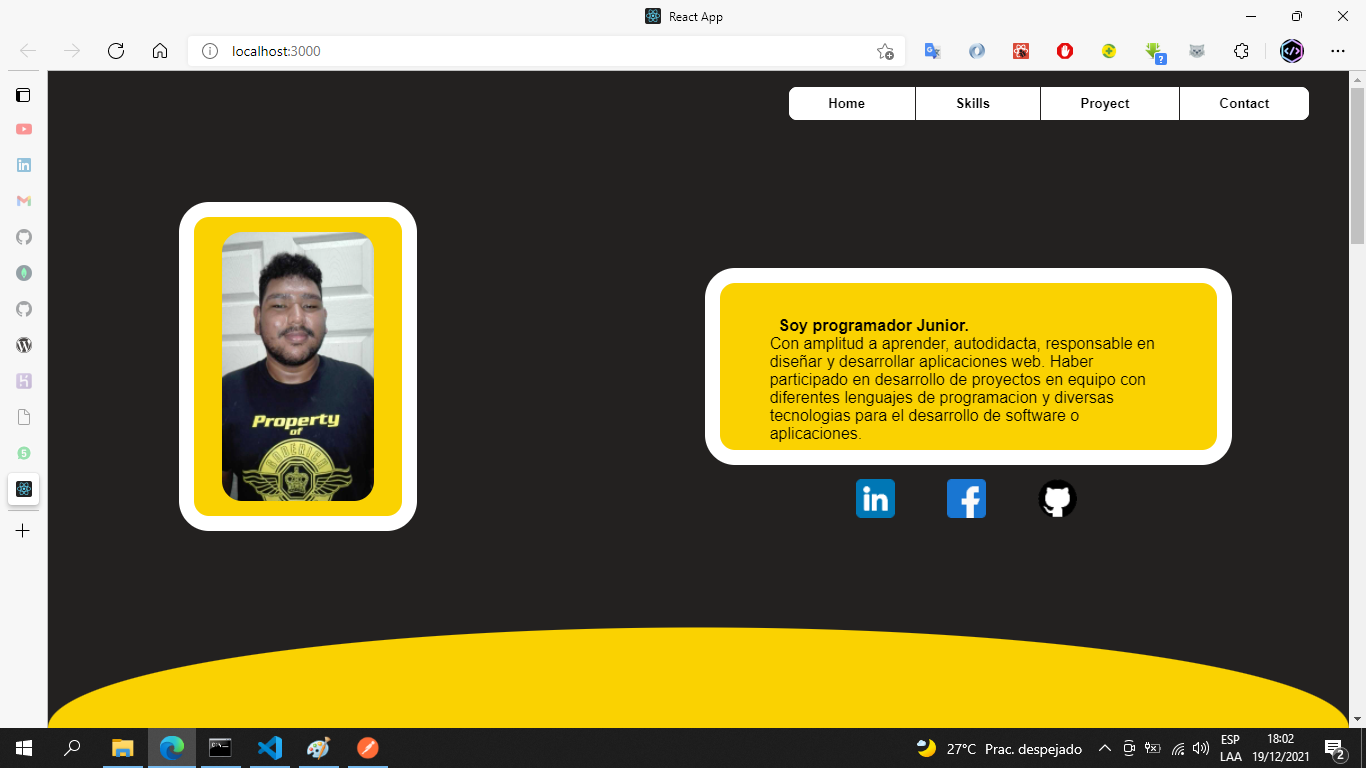 React App
localhost:3000
Home
Skills
Proyect
Contact
Property
of
Soy programador Junior.
Con amplitud a aprender, autodidacta, responsable en
diseñar y desarrollar aplicaciones web. Haber
participado en desarrollo de proyectos en equipo con
diferentes lenguajes de programacion y diversas
tecnologias para el desarrollo de software o
aplicaciones.
in
27°C Prac. despejado
ESP
LAA
18:02
19/12/2021
2